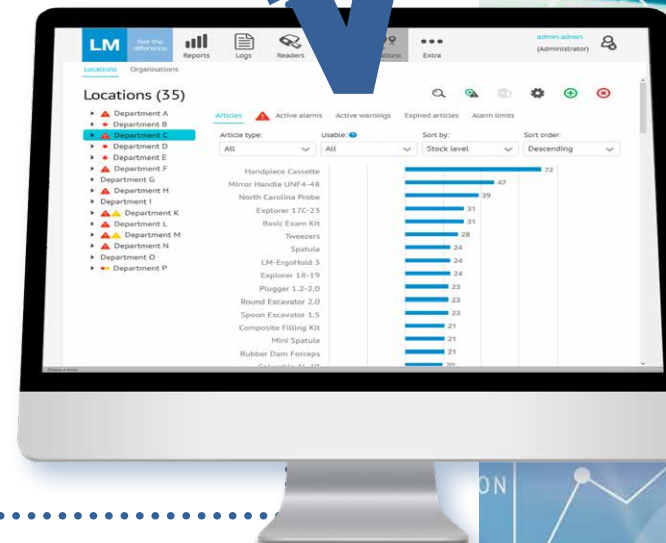 LM
feel the
difference
Reports
Logs
Readers
Extra
admin admin
(Administrator)
Locations Organisations
Locations (35)
Department A
Department B
Department C
Department D
Department E
Department F
Department G
Department H
Department I
Department K
Department L
Department M
Department N
Department O
Department P
Articles Active alarms Active warnings Expired articles Alarm limits
Article type: Usable: Sort by: Sort order:
All All Stock level Descending
Handpiece Cassette 72
Mirror Handle UNF4-48 47
North Carolina Probe 39
Explorer 17C-23 31
Basic Exam Kit 31
Tweezers 28
Spatula 24
LM-ErgoHold 3 24
Explorer 18-19 24
Plugger 1.2-2.0 23
Round Excavator 2.0 23
Spoon Excavator 1.5 23
Composite Filling Kit 21
Mini Spatula 21
Rubber Dam Forceps 21
20
ON